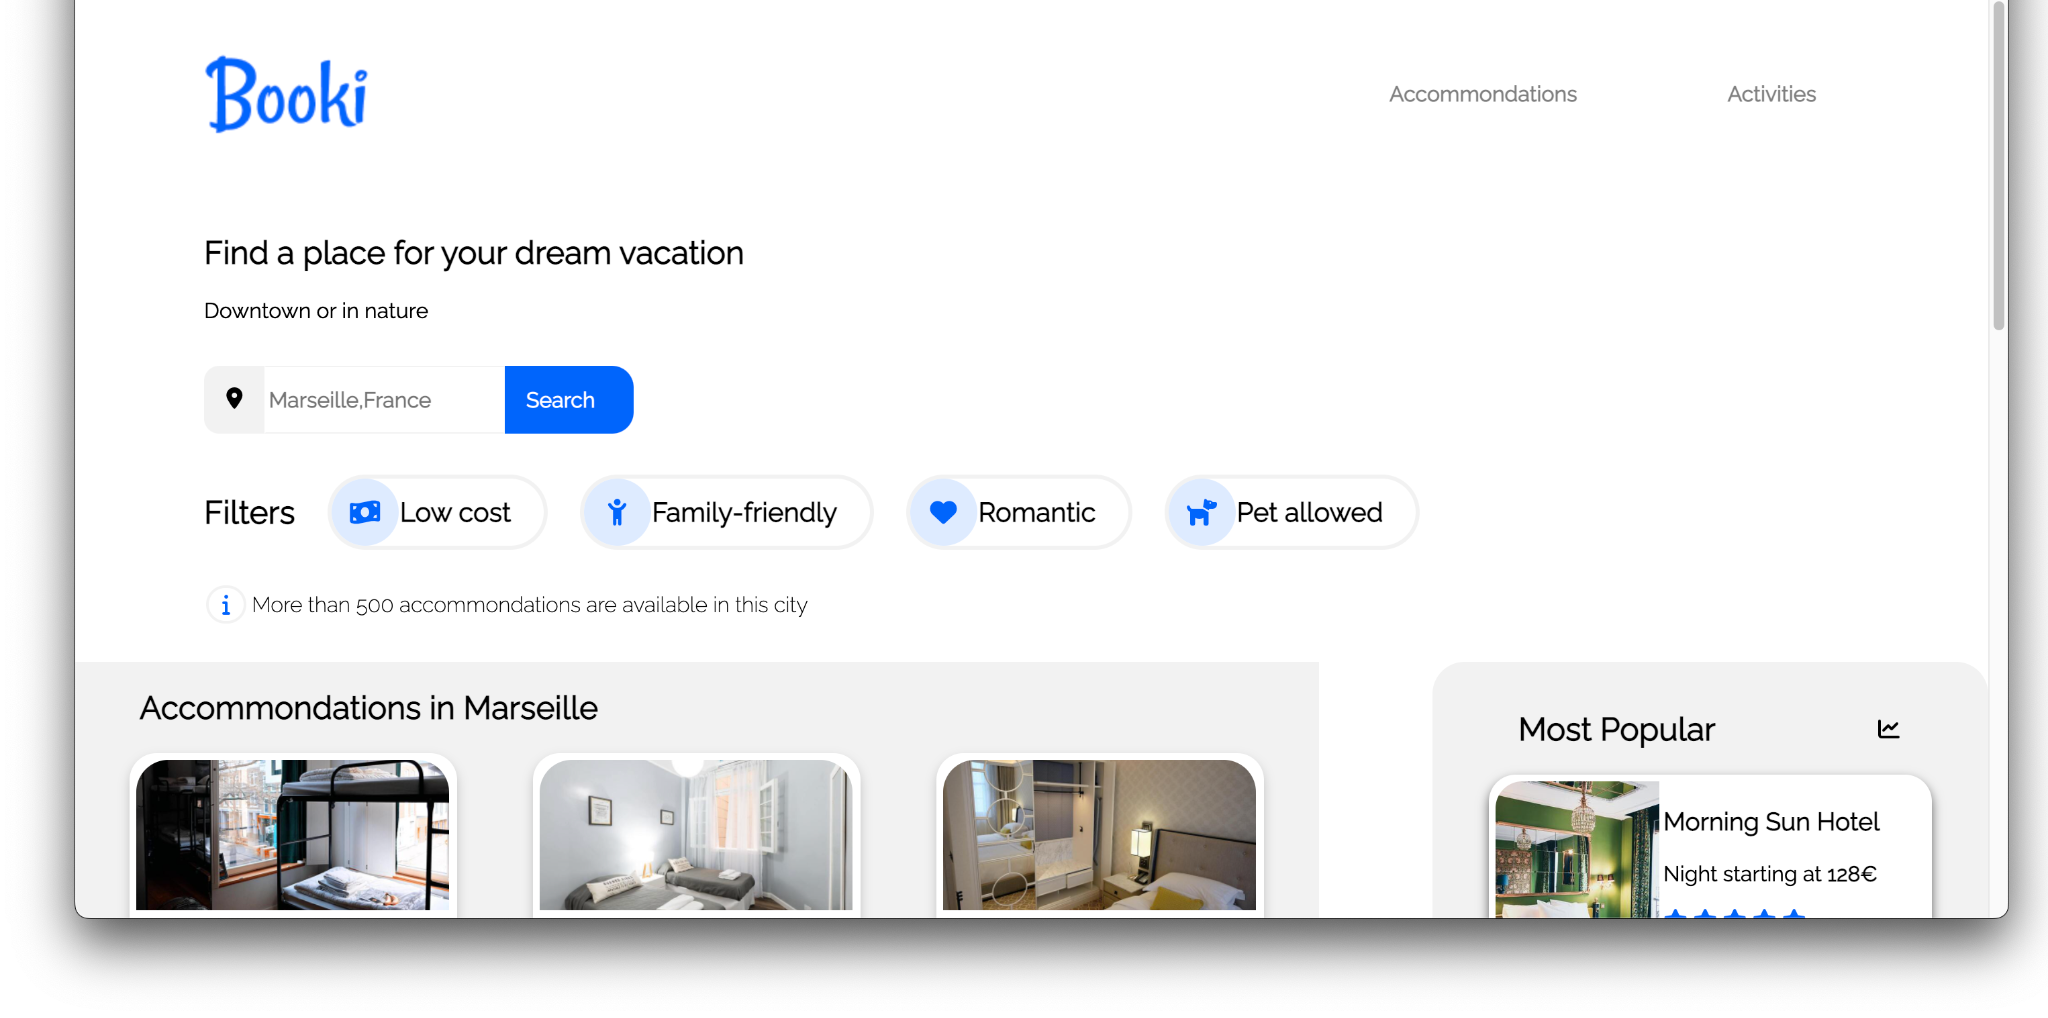 Booki
Accommondations
Activities
Find a place for your dream vacation
Downtown or in nature
Marseille,France
Search
Filters
Low cost
Family-friendly
Romantic
Pet allowed
More than 500 accommondations are available in this city
Accommondations in Marseille
Most Popular
Morning Sun Hotel
Night starting at 128€